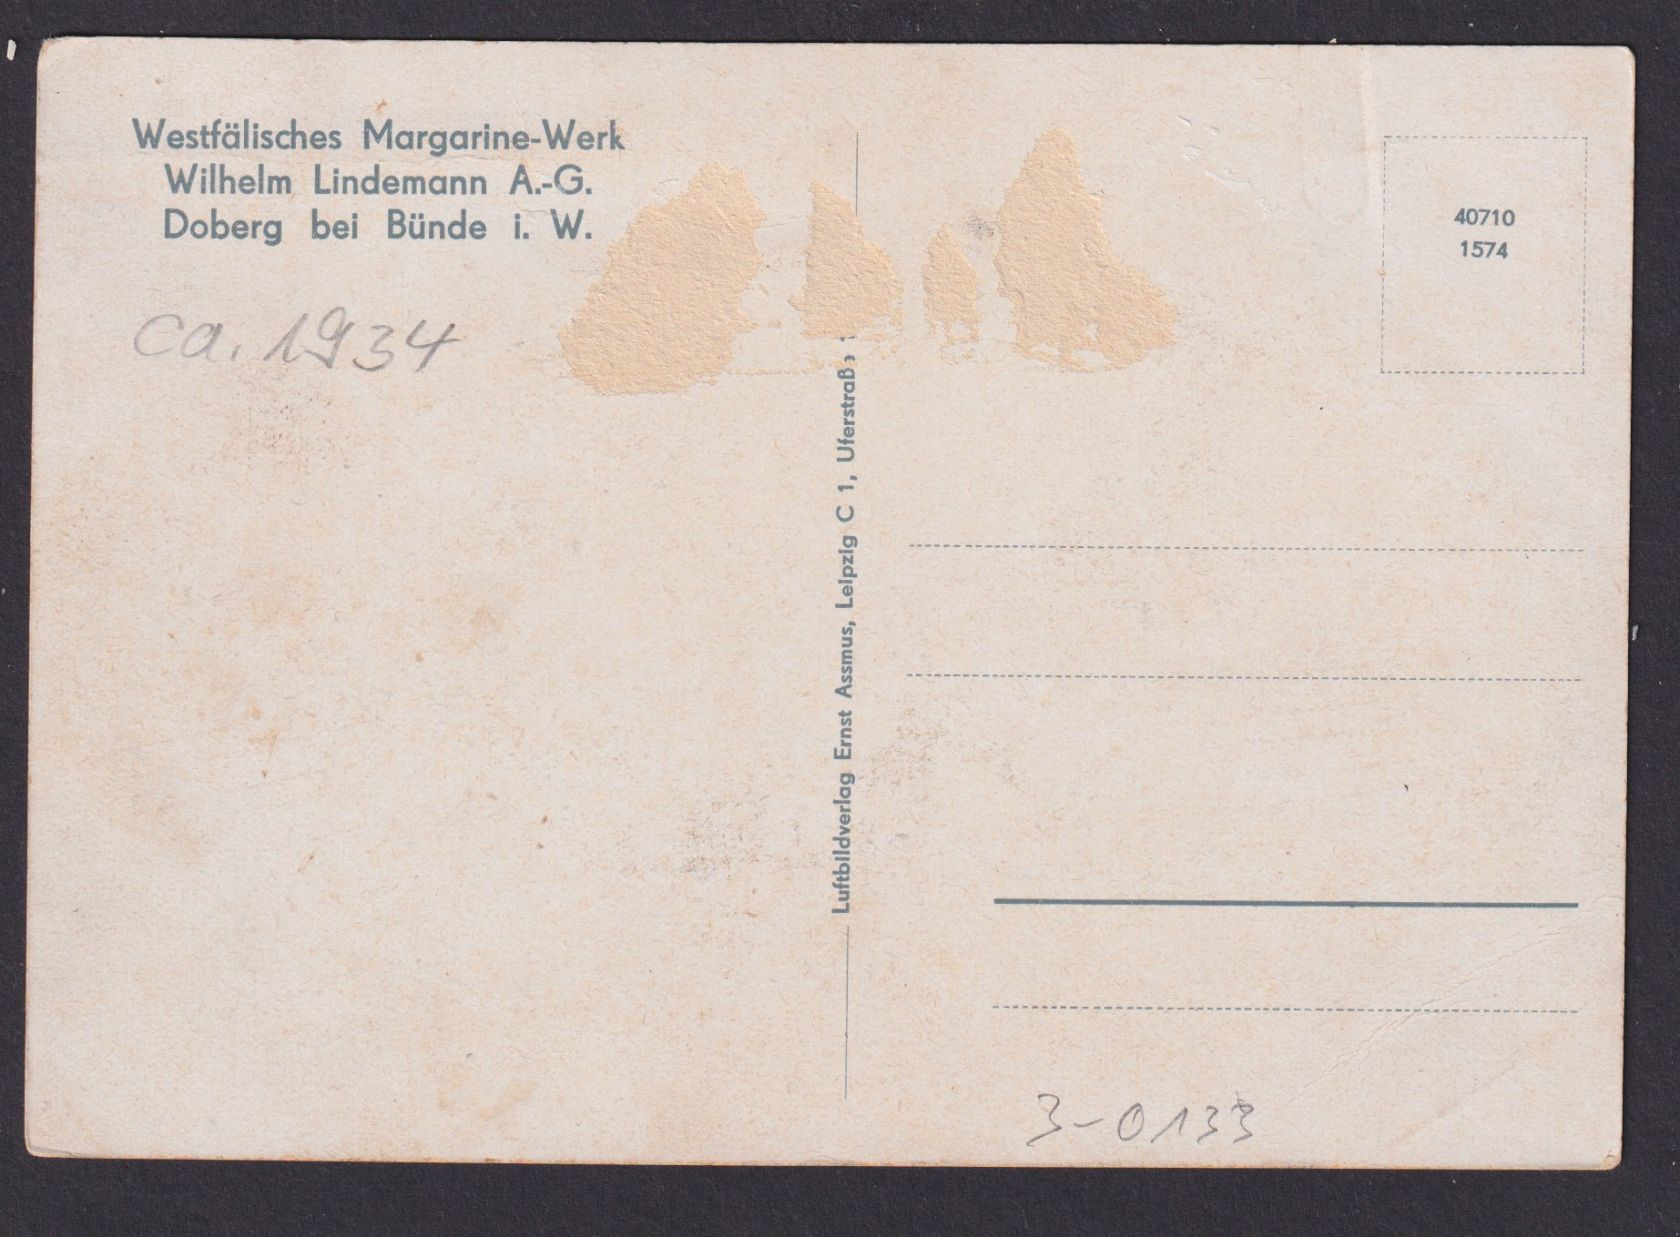 Westfälisches Margarine-Werk
Wilhelm Lindemann A.-G.
Doberg bei Bünde i. W.
ca. 1934
40710
1574
Luftbildverlag Ernst Assmus, Leipzig C 1,
3-0133